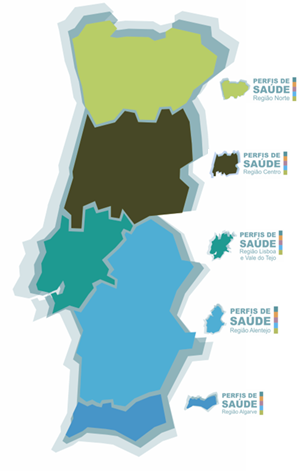 PERFIS DE
SAÚDE
Região Norte
PERFIS DE
SAÚDE
Região Centro
PERFIS DE
SAÚDE
Região Lisboa
e Vale do Tejo
PERFIS DE
SAÚDE
Região Alentejo
PERFIS DE
SAÚDE
Região Algarve